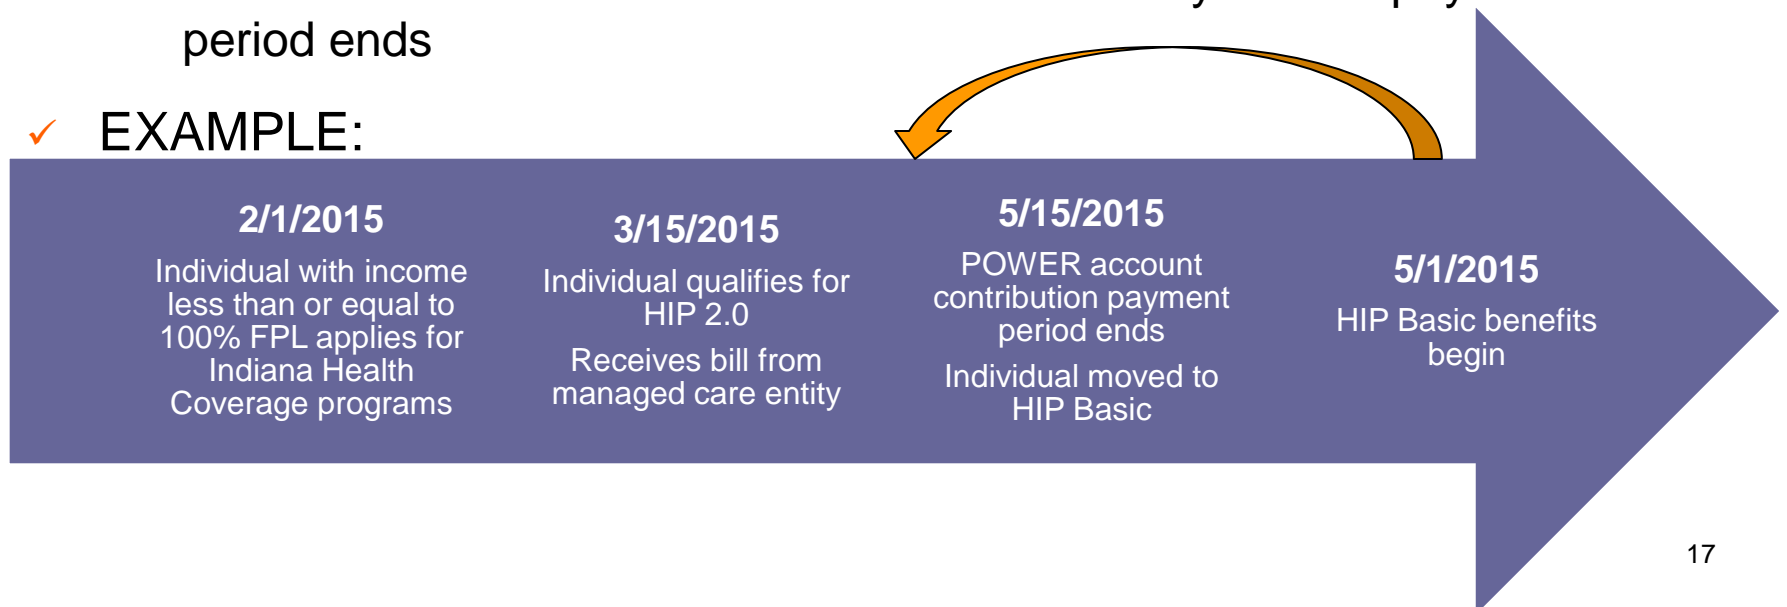 period ends
✓ EXAMPLE:
2/1/2015
Individual with income
less than or equal to
100% FPL applies for
Indiana Health
Coverage programs
3/15/2015
Individual qualifies for
HIP 2.0
Receives bill from
managed care entity
5/15/2015
POWER account
contribution payment
period ends
Individual moved to
HIP Basic
5/1/2015
HIP Basic benefits
begin
17